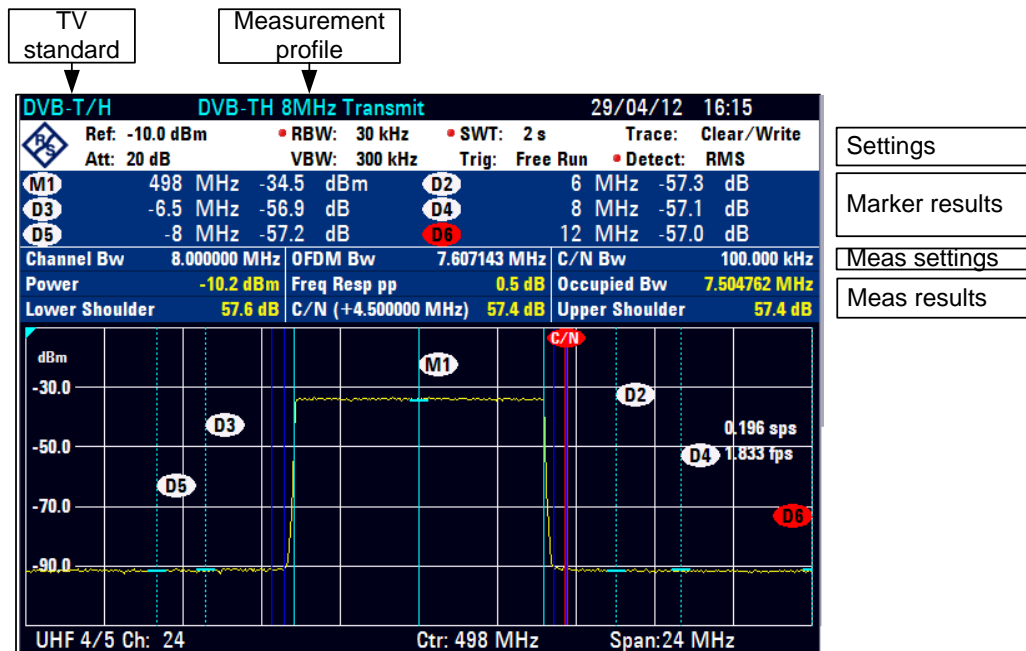 TV
standard
Measurement
profile
DVB-T/H DVB-TH 8MHz Transmit 29/04/12 16:15
R&S Ref: -10.0 dBm RBW: 30 kHz SWT: 2 s Trace: Clear/Write
Att: 20 dB VBW: 300 kHz Trig: Free Run Detect: RMS
M1 498 MHz -34.5 dBm D2 6 MHz -57.3 dB
D3 -6.5 MHz -56.9 dB D4 8 MHz -57.1 dB
D5 -8 MHz -57.2 dB D6 12 MHz -57.0 dB
Channel Bw 8.000000 MHz OFDM Bw 7.607143 MHz C/N Bw 100.000 kHz
Power -10.2 dBm Freq Resp pp 0.5 dB Occupied Bw 7.504762 MHz
Lower Shoulder 57.6 dB C/N (+4.500000 MHz) 57.4 dB Upper Shoulder 57.4 dB
Settings
Marker results
Meas settings
Meas results
C/N
dBm
M1
-30.0
D2
D3
0.196 sps
-50.0
D4 1.833 fps
D5
-70.0
D6
-90.0
UHF 4/5 Ch: 24 Ctr: 498 MHz Span:24 MHz